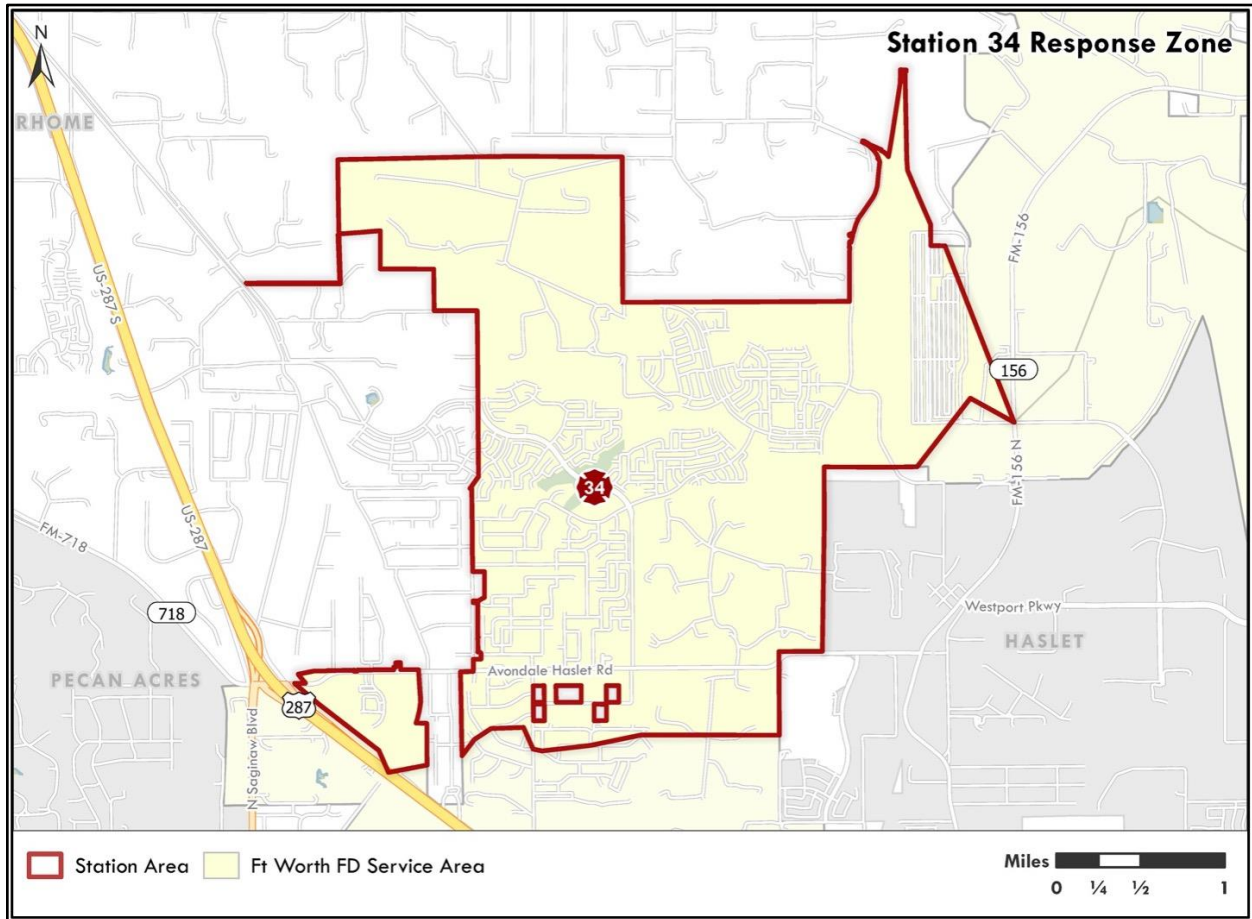 Station 34 Response Zone
N
RHOME
US-287 S
FM-156
156
34
FM-156 N
US-287
FM-718
718
Westport Pkwy
HASLET
Avondale Haslet Rd
PECAN ACRES
287
N Saginaw Blvd
Station Area
Ft Worth FD Service Area
Miles
0 ¼ ½ 1